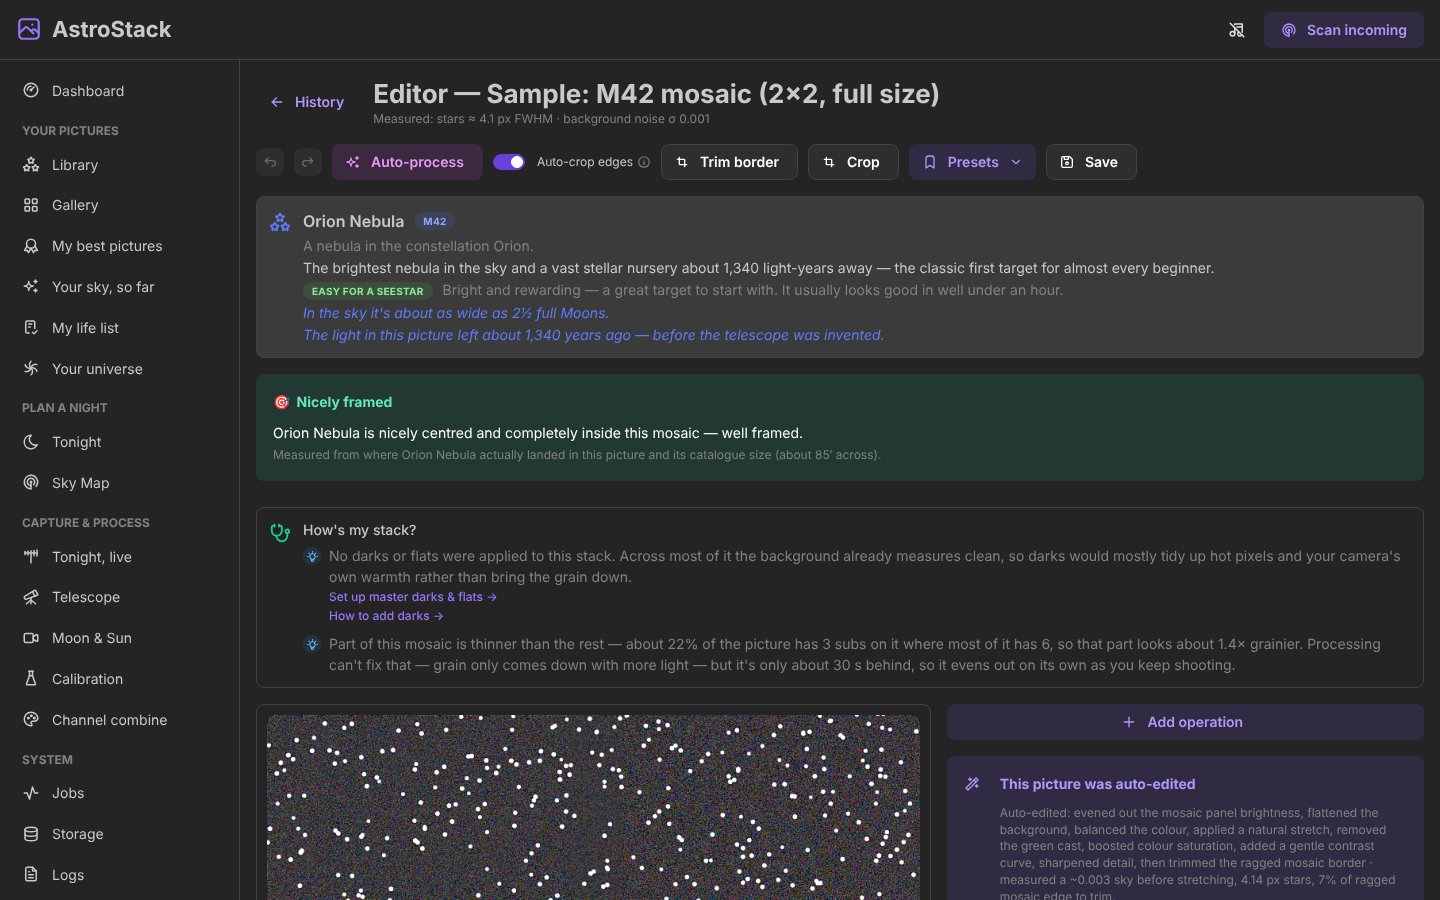 AstroStack
Scan incoming
Dashboard
YOUR PICTURES
Library
Gallery
My best pictures
Your sky, so far
My life list
Your universe
PLAN A NIGHT
Tonight
Sky Map
CAPTURE & PROCESS
Tonight, live
Telescope
Moon & Sun
Calibration
Channel combine
SYSTEM
Jobs
Storage
Logs
History
Editor — Sample: M42 mosaic (2×2, full size)
Measured: stars ≈ 4.1 px FWHM · background noise σ 0.001
Auto-process
Auto-crop edges
Trim border
Crop
Presets
Save
Orion Nebula M42
A nebula in the constellation Orion.
The brightest nebula in the sky and a vast stellar nursery about 1,340 light-years away — the classic first target for almost every beginner.
EASY FOR A SEESTAR Bright and rewarding — a great target to start with. It usually looks good in well under an hour.
In the sky it's about as wide as 2½ full Moons.
The light in this picture left about 1,340 years ago — before the telescope was invented.
Nicely framed
Orion Nebula is nicely centred and completely inside this mosaic — well framed.
Measured from where Orion Nebula actually landed in this picture and its catalogue size (about 85′ across).
How's my stack?
No darks or flats were applied to this stack. Across most of it the background already measures clean, so darks would mostly tidy up hot pixels and your camera's
own warmth rather than bring the grain down.
Set up master darks & flats →
How to add darks →
Part of this mosaic is thinner than the rest — about 22% of the picture has 3 subs on it where most of it has 6, so that part looks about 1.4× grainier. Processing
can't fix that — grain only comes down with more light — but it's only about 30 s behind, so it evens out on its own as you keep shooting.
Add operation
This picture was auto-edited
Auto-edited: evened out the mosaic panel brightness, flattened the
background, balanced the colour, applied a natural stretch, removed
the green cast, boosted colour saturation, added a gentle contrast
curve, sharpened detail, then trimmed the ragged mosaic border ·
measured a ~0.003 sky before stretching, 4.14 px stars, 7% of ragged
mosaic edge to trim.